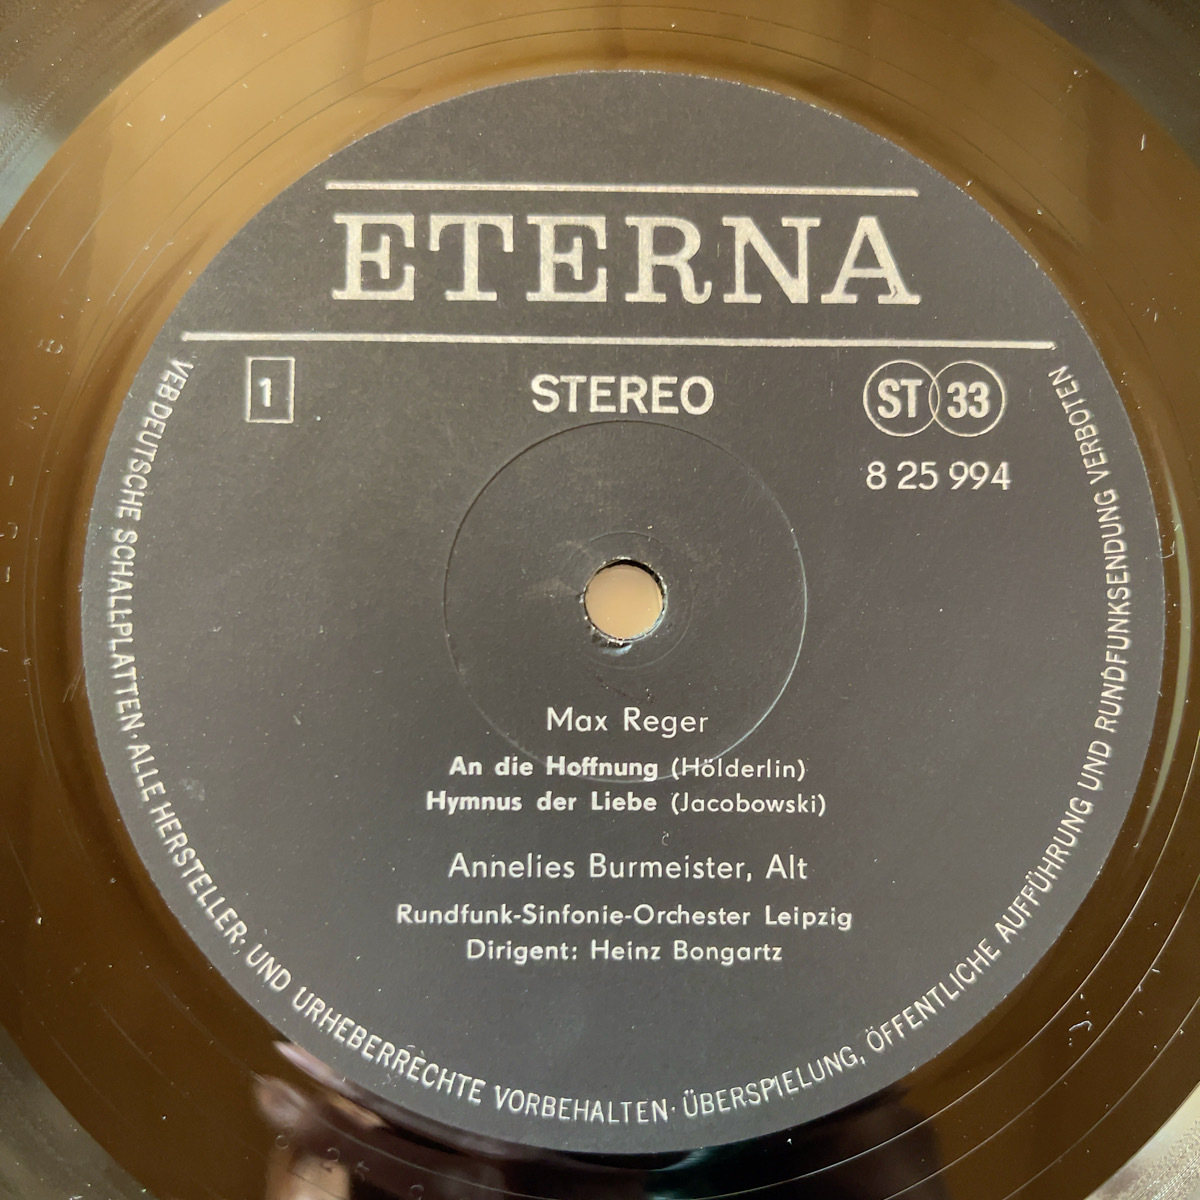 ETERNA
1
STEREO
ST 33
8 25 994
Max Reger
An die Hoffnung (Hölderlin)
Hymnus der Liebe (Jacobowski)
Annelies Burmeister, Alt
Rundfunk-Sinfonie-Orchester Leipzig
Dirigent: Heinz Bongartz
VEB DEUTSCHE SCHALLPLATTEN · ALLE HERSTELLER- UND URHEBERRECHTE VORBEHALTEN · ÜBERSPIELUNG, ÖFFENTLICHE AUFFÜHRUNG UND RUNDFUNKSENDUNG VERBOTEN